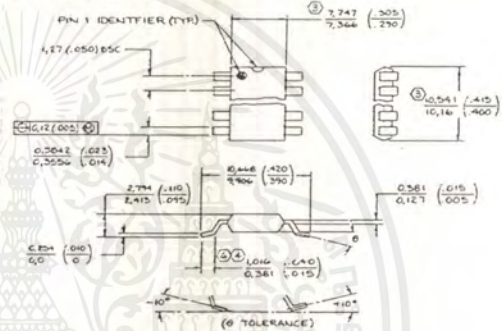 PIN 1 IDENTFIER (TYP.)
③ 7,747 (.305)
7,366 (.290)
1,27 (.050) BSC
③ 10,541 (.415)
10,16 (.400)
0,12 (.005) Ⓜ
0,5842 (.023)
0,3556 (.014)
10,668 (.420)
9,906 (.390)
2,794 (.110)
2,413 (.095)
0,381 (.015)
0,127 (.005)
0,254 (.010)
0,0 (0)
θ
④ 1,016 (.040)
0,381 (.015)
-10°
+10°
(θ TOLERANCE)